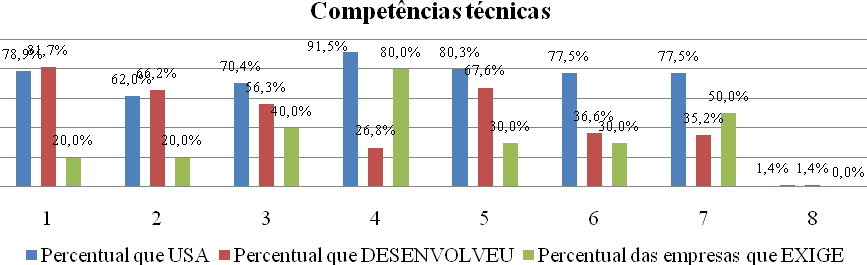 Competências técnicas
78,9% 81,7% 20,0%
62,0% 66,2% 20,0%
70,4% 56,3% 40,0%
91,5% 26,8% 80,0%
80,3% 67,6% 30,0%
77,5% 36,6% 30,0%
77,5% 35,2% 50,0%
1,4% 1,4% 0,0%
1 2 3 4 5 6 7 8
Percentual que USA Percentual que DESENVOLVEU Percentual das empresas que EXIGE